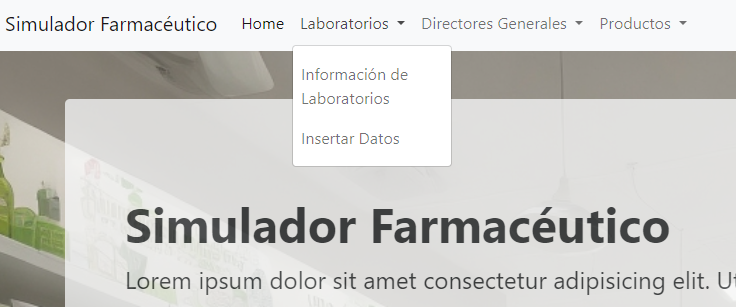 Simulador Farmacéutico Home Laboratorios Directores Generales Productos
Información de
Laboratorios
Insertar Datos
Simulador Farmacéutico
Lorem ipsum dolor sit amet consectetur adipisicing elit. Ut